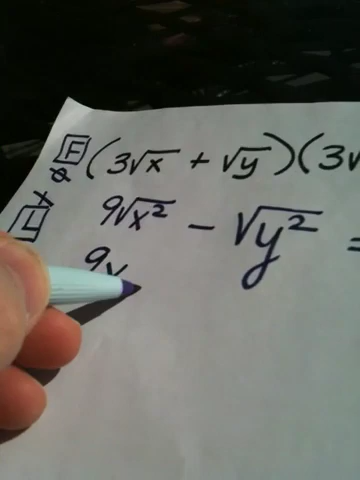 F (3√x + √y)(3√
9√x² - √y² =
9x